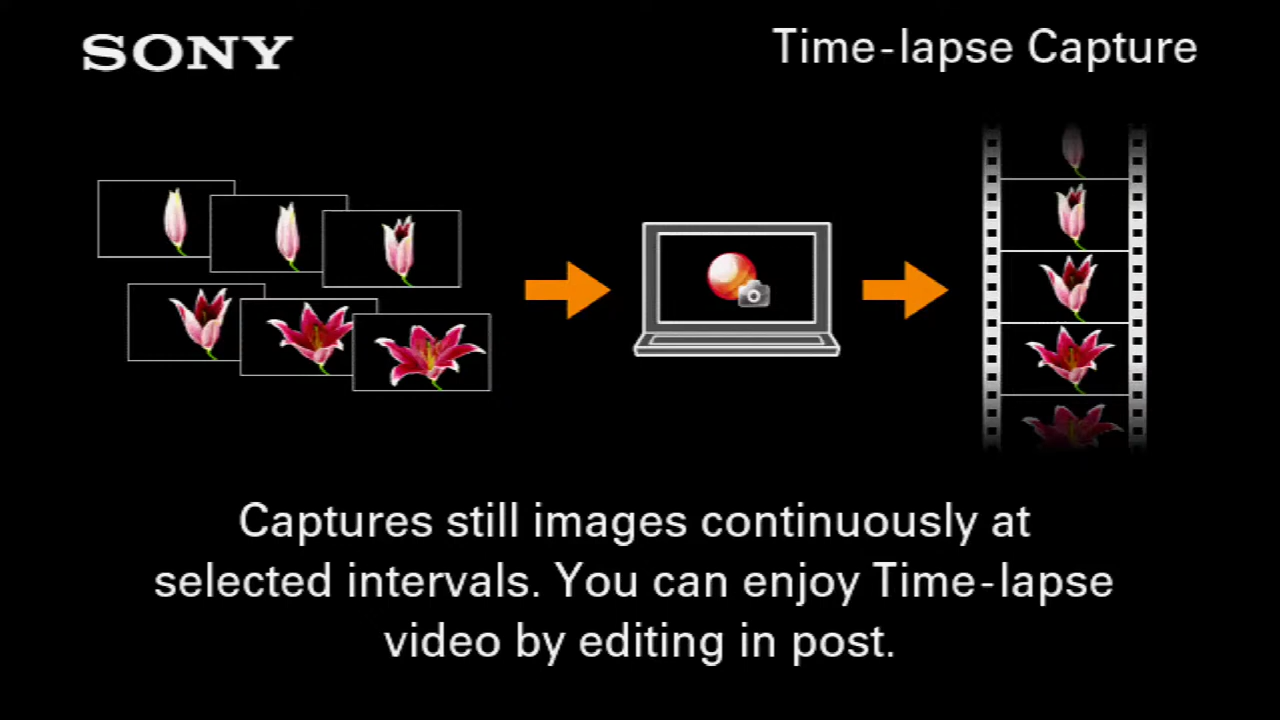 SONY
Time-lapse Capture
Captures still images continuously at
selected intervals. You can enjoy Time-lapse
video by editing in post.